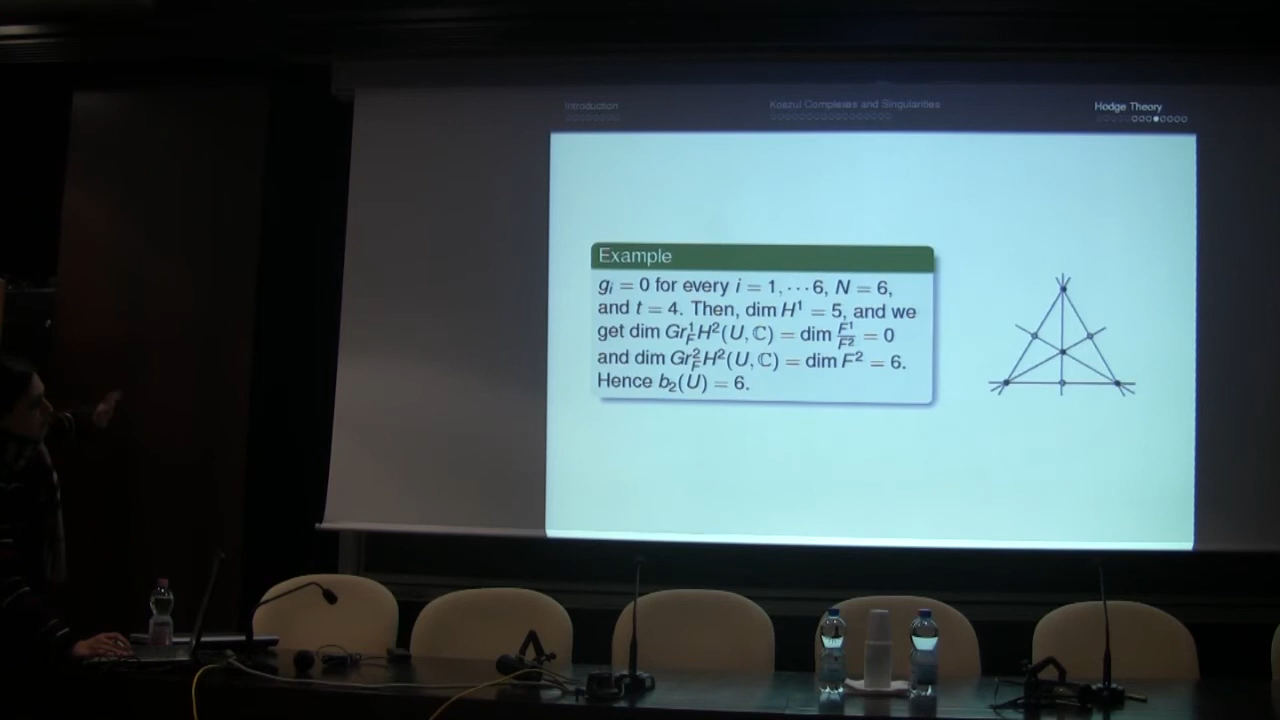 Introduction
Koszul Complexes and Singularities
Hodge Theory
Example
gᵢ = 0 for every i = 1, ⋯ 6, N = 6,
and t = 4. Then, dim H¹ = 5, and we
get dim Gr¹_F H²(U, ℂ) = dim F¹/F² = 0
and dim Gr²_F H²(U, ℂ) = dim F² = 6.
Hence b₂(U) = 6.